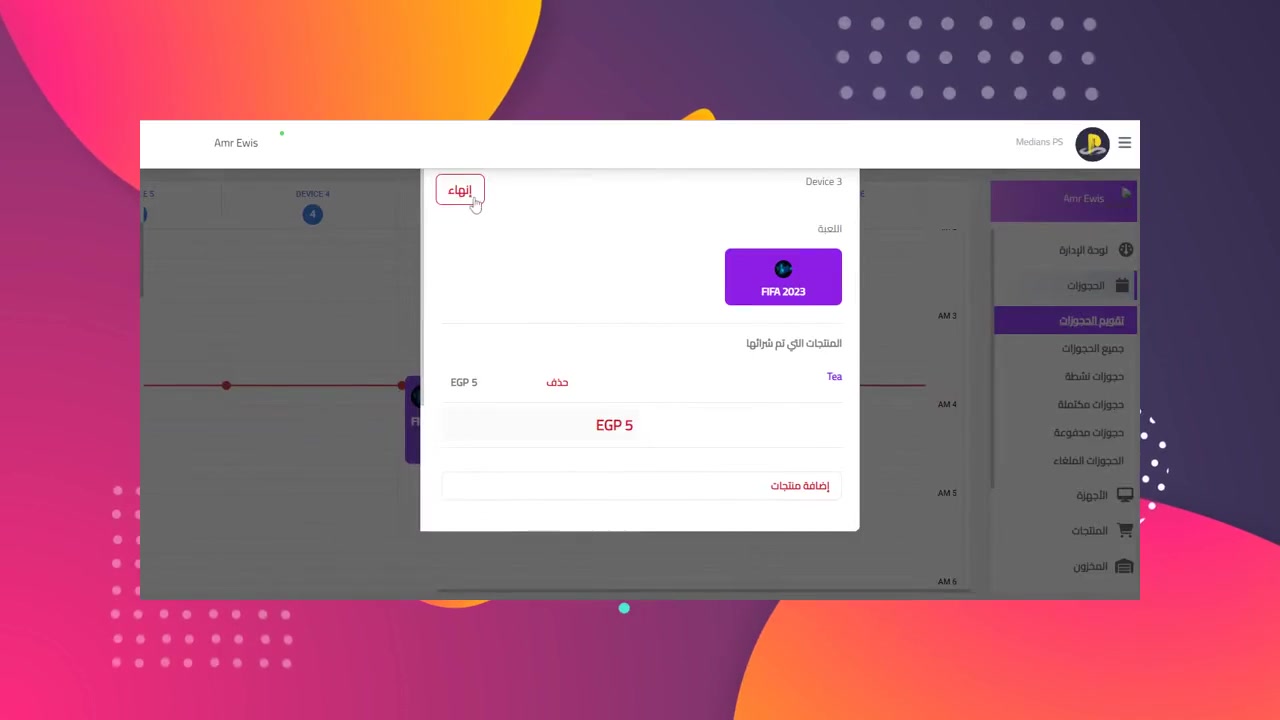 Amr Ewis
Medians PS
E 5
DEVICE 4
4
إنهاء
Device 3
اللعبة
FIFA 2023
المنتجات التي تم شرائها
Tea
حذف
EGP 5
EGP 5
إضافة منتجات
AM 3
AM 4
AM 5
AM 6
Amr Ewis
لوحة الإدارة
الحجوزات
تقويم الحجوزات
جميع الحجوزات
حجوزات نشطة
حجوزات مكتملة
حجوزات مدفوعة
الحجوزات الملغاء
الأجهزة
المنتجات
المخزون